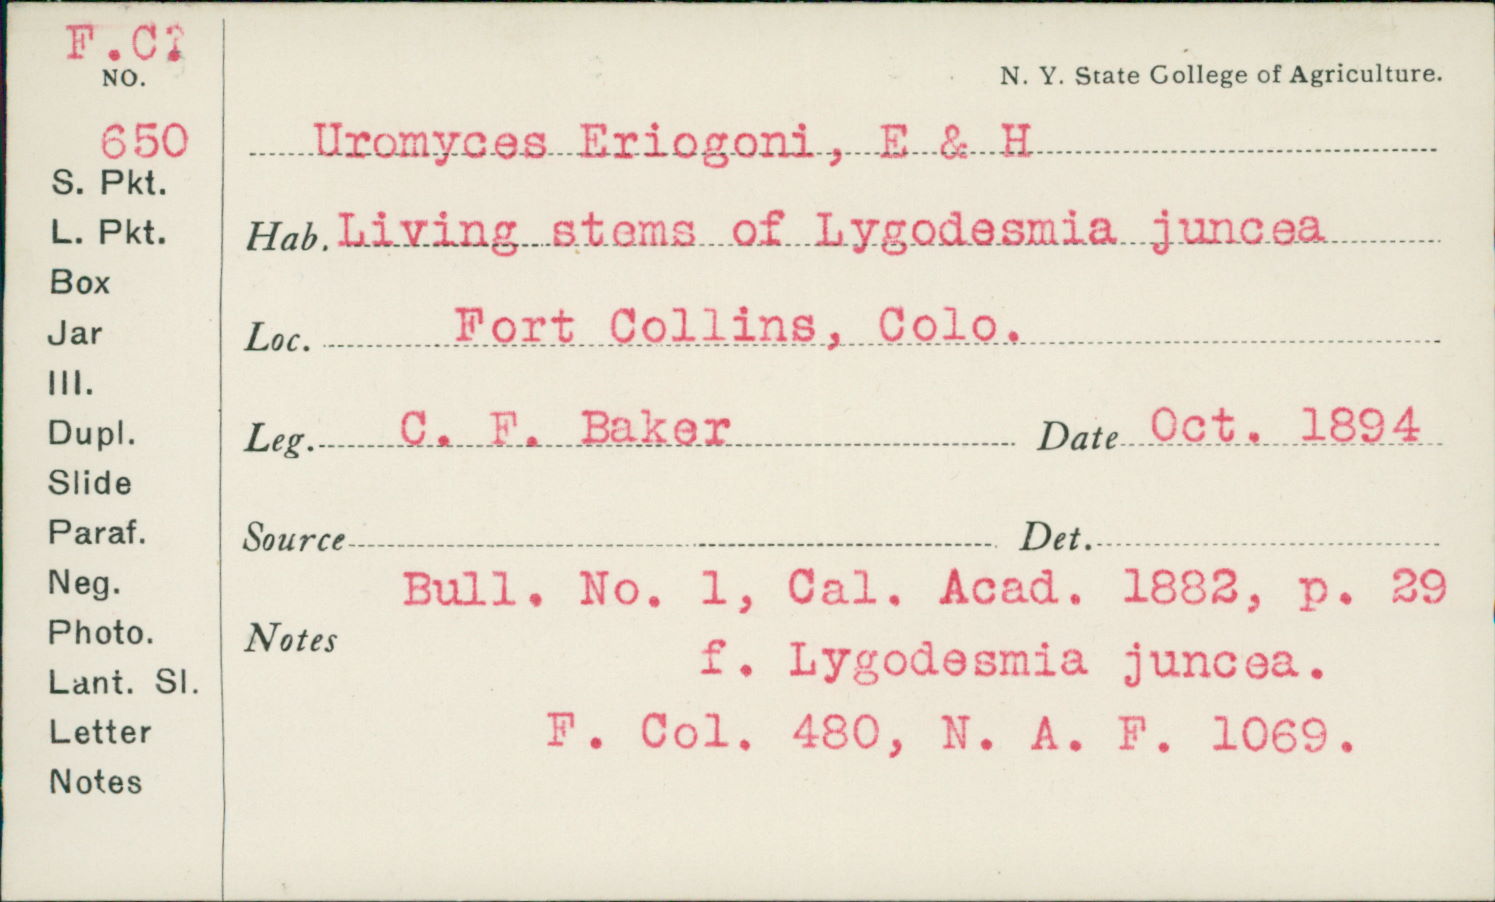 F.C?
NO.
N. Y. State College of Agriculture.
650
Uromyces Eriogoni, E & H
S. Pkt.
L. Pkt.
Hab. Living stems of Lygodesmia juncea
Box
Jar
Loc. Fort Collins, Colo.
Ill.
Dupl.
Leg. C. F. Baker Date Oct. 1894
Slide
Paraf.
Source Det.
Neg.
Bull. No. 1, Cal. Acad. 1882, p. 29
Photo.
Notes
f. Lygodesmia juncea.
Lant. Sl.
Letter
F. Col. 480, N. A. F. 1069.
Notes